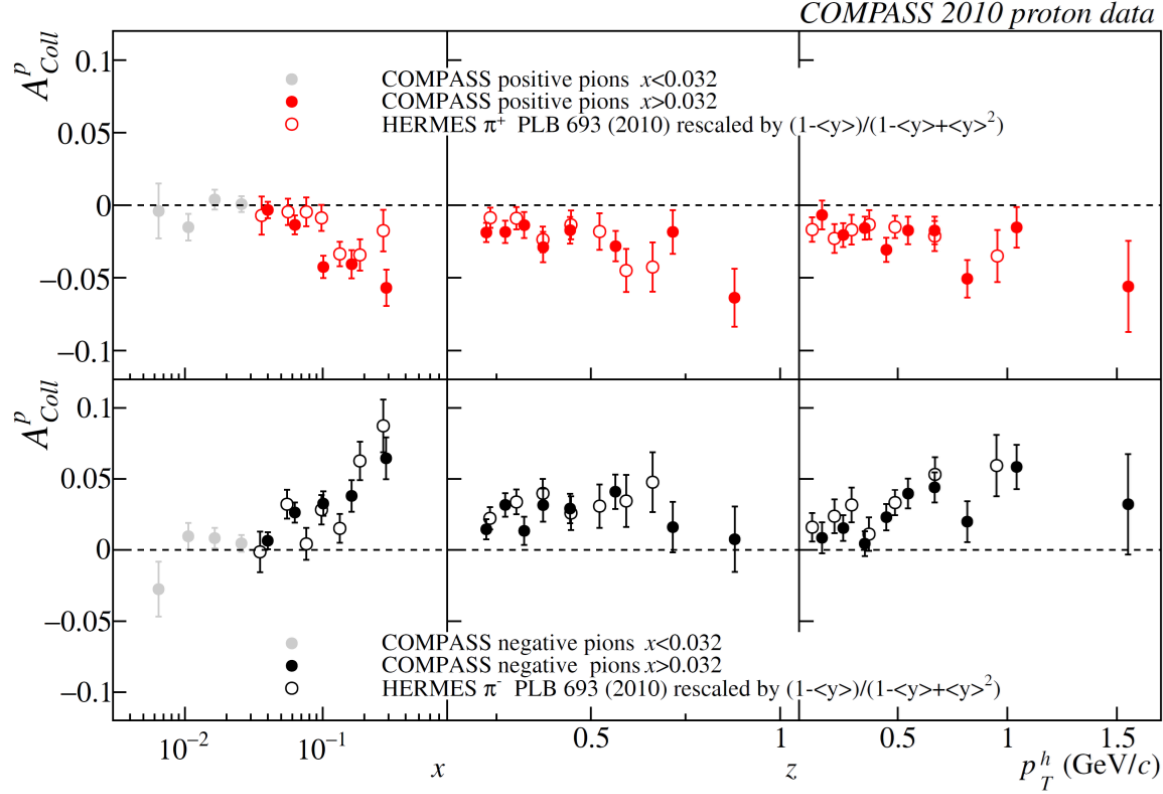 COMPASS 2010 proton data
A^p_Coll
0.1
0.05
0
−0.05
−0.1
COMPASS positive pions x<0.032
COMPASS positive pions x>0.032
HERMES π⁺ PLB 693 (2010) rescaled by (1-<y>)/(1-<y>+<y>²)
A^p_Coll
0.1
0.05
0
−0.05
−0.1
COMPASS negative pions x<0.032
COMPASS negative pions x>0.032
HERMES π⁻ PLB 693 (2010) rescaled by (1-<y>)/(1-<y>+<y>²)
10⁻² 10⁻¹ 0.5 1 0.5 1 1.5
x z p_T^h (GeV/c)